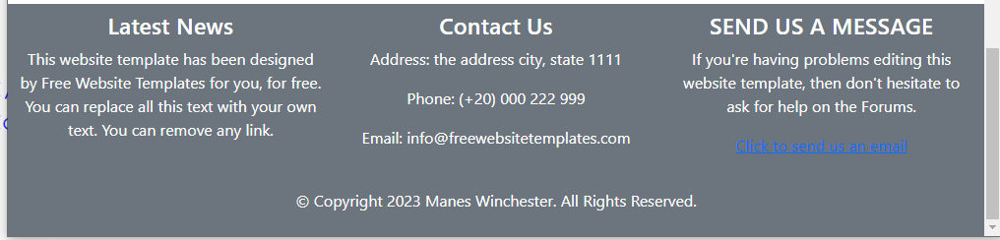 Latest News
This website template has been designed
by Free Website Templates for you, for free.
You can replace all this text with your own
text. You can remove any link.
Contact Us
Address: the address city, state 1111
Phone: (+20) 000 222 999
Email: info@freewebsitetemplates.com
SEND US A MESSAGE
If you're having problems editing this
website template, then don't hesitate to
ask for help on the Forums.
Click to send us an email
© Copyright 2023 Manes Winchester. All Rights Reserved.